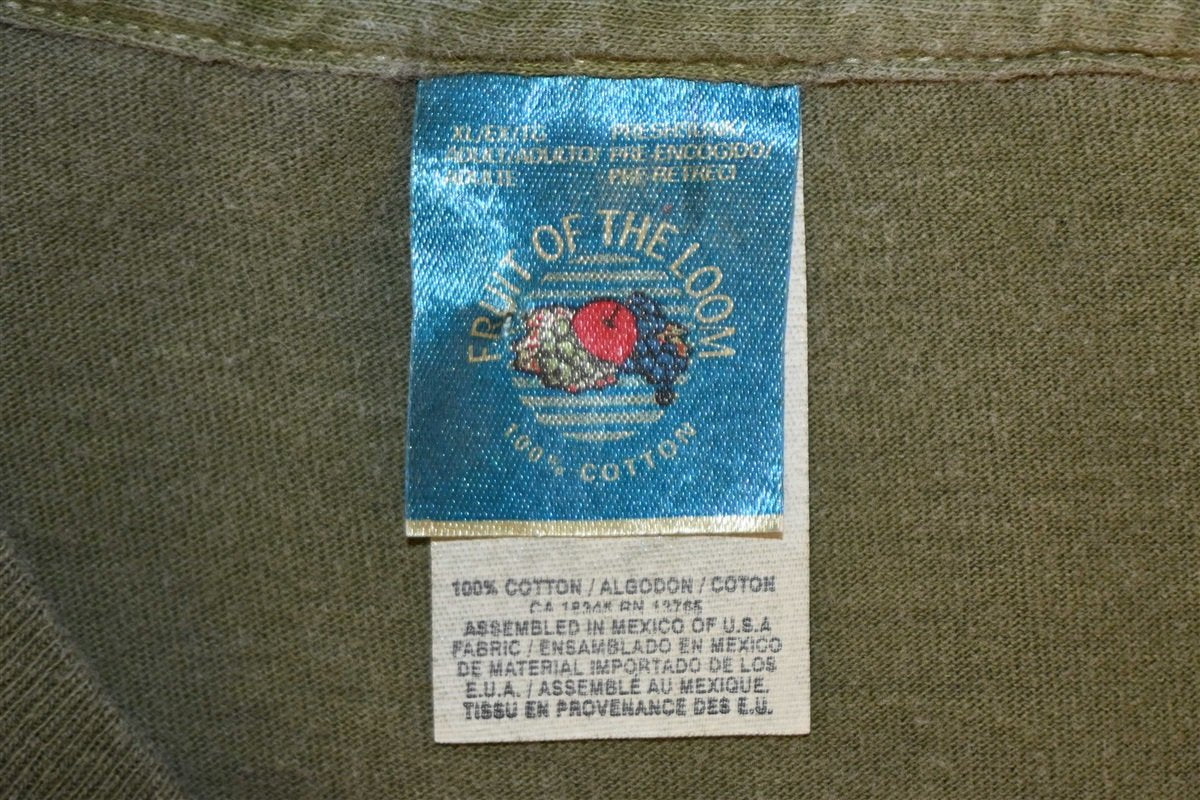 XL/EX/TG
ADULT/ADULTO/
ADULTE
PRESHRUNK/
PRE-ENCOGIDO/
PRE-RETRECI
FRUIT OF THE LOOM
100% COTTON
100% COTTON / ALGODON / COTON
CA 18345 RN 13765
ASSEMBLED IN MEXICO OF U.S.A
FABRIC / ENSAMBLADO EN MEXICO
DE MATERIAL IMPORTADO DE LOS
E.U.A. / ASSEMBLÉ AU MEXIQUE.
TISSU EN PROVENANCE DES E.U.